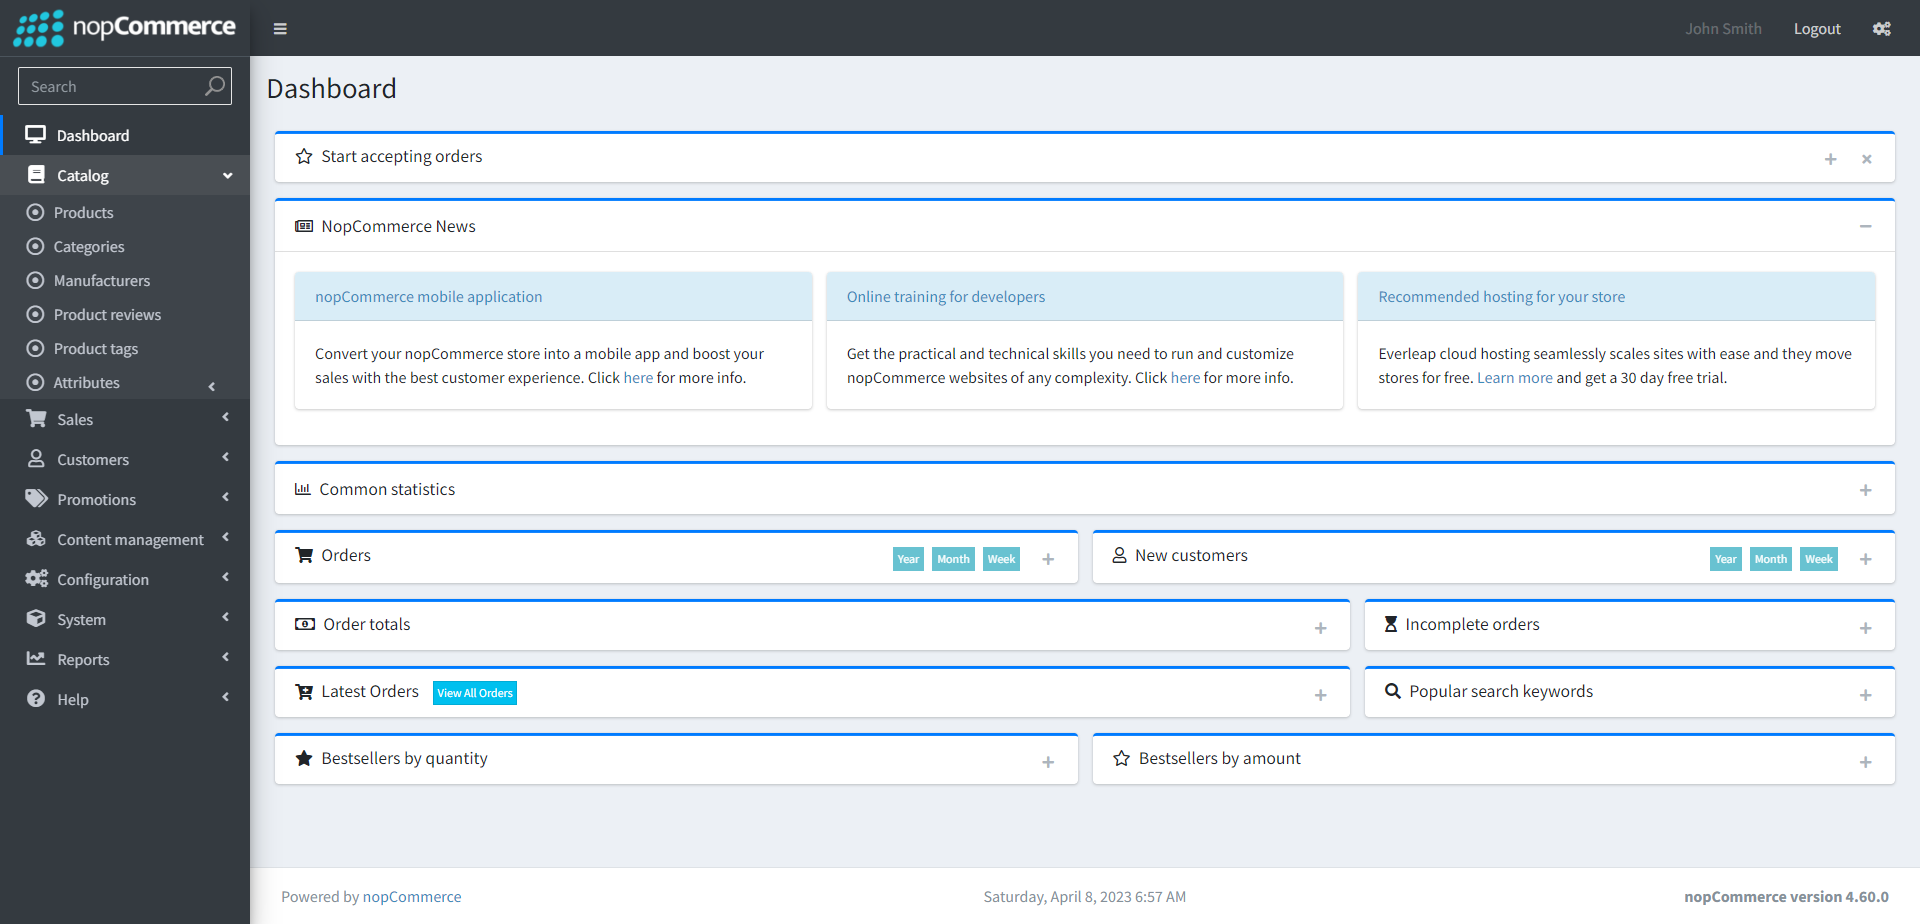 nopCommerce
John Smith
Logout
Search
Dashboard
Catalog
Products
Categories
Manufacturers
Product reviews
Product tags
Attributes
Sales
Customers
Promotions
Content management
Configuration
System
Reports
Help
Dashboard
Start accepting orders
NopCommerce News
nopCommerce mobile application
Convert your nopCommerce store into a mobile app and boost your
sales with the best customer experience. Click here for more info.
Online training for developers
Get the practical and technical skills you need to run and customize
nopCommerce websites of any complexity. Click here for more info.
Recommended hosting for your store
Everleap cloud hosting seamlessly scales sites with ease and they move
stores for free. Learn more and get a 30 day free trial.
Common statistics
Orders
Year
Month
Week
New customers
Year
Month
Week
Order totals
Incomplete orders
Latest Orders
View All Orders
Popular search keywords
Bestsellers by quantity
Bestsellers by amount
Powered by nopCommerce
Saturday, April 8, 2023 6:57 AM
nopCommerce version 4.60.0